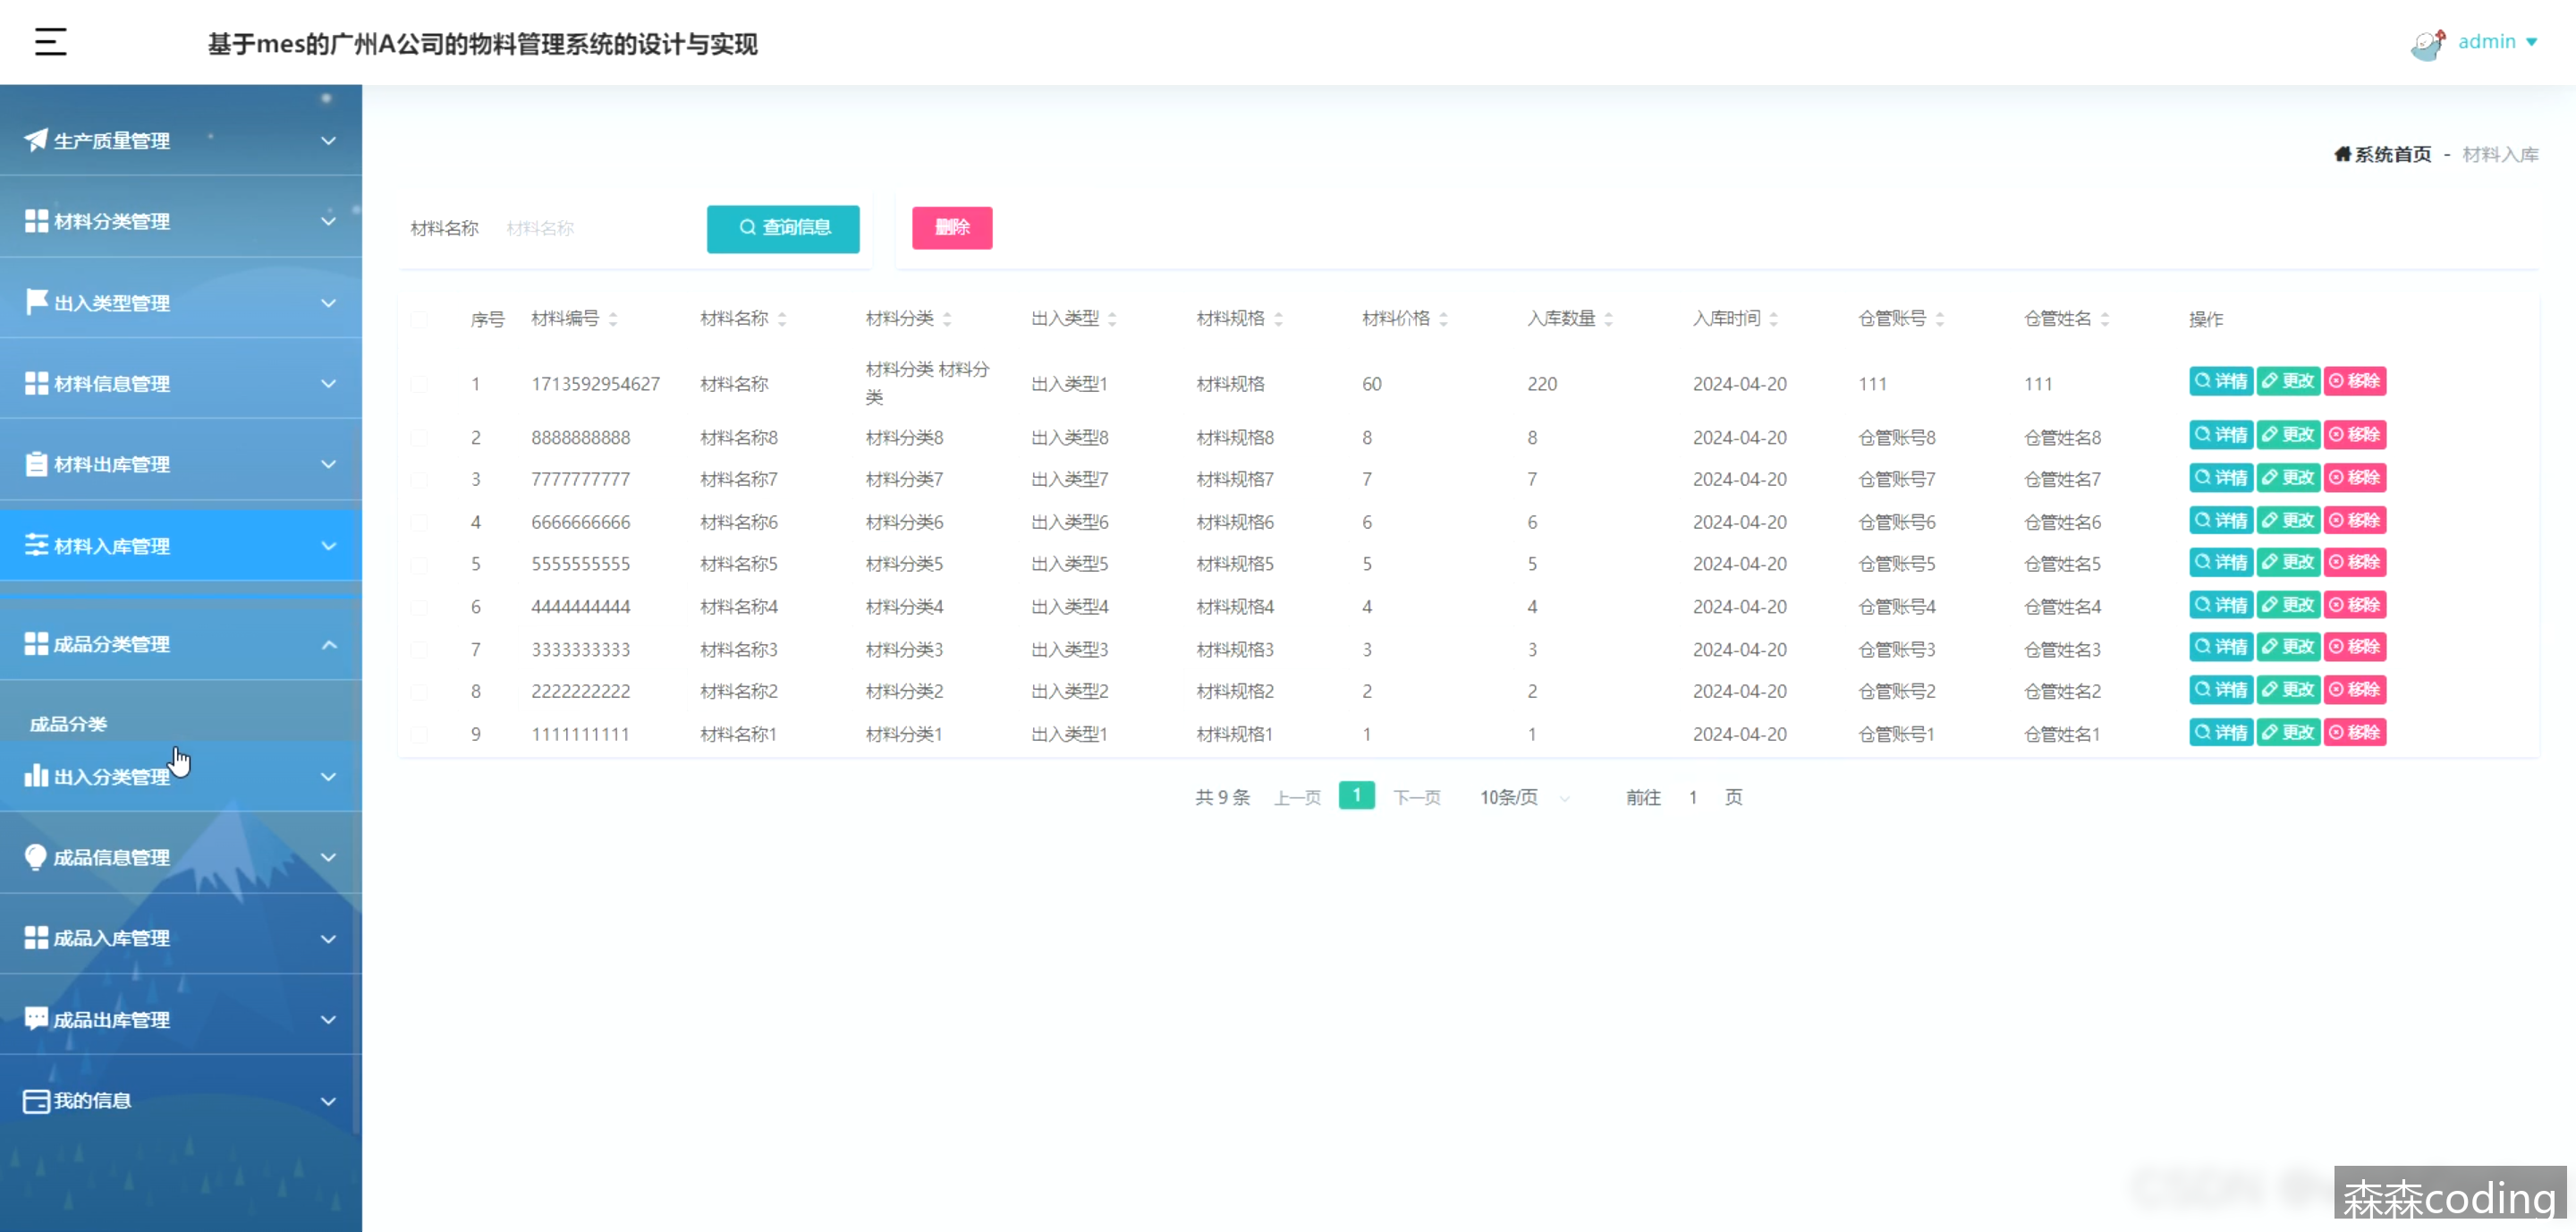 基于mes的广州A公司的物料管理系统的设计与实现
admin
生产质量管理
材料分类管理
出入类型管理
材料信息管理
材料出库管理
材料入库管理
成品分类管理
成品分类
出入分类管理
成品信息管理
成品入库管理
成品出库管理
我的信息
系统首页 - 材料入库
材料名称 材料名称 查询信息 删除
序号 材料编号 材料名称 材料分类 出入类型 材料规格 材料价格 入库数量 入库时间 仓管账号 仓管姓名 操作
1 1713592954627 材料名称 材料分类 材料分类 出入类型1 材料规格 60 220 2024-04-20 111 111 详情 更改 移除
2 8888888888 材料名称8 材料分类8 出入类型8 材料规格8 8 8 2024-04-20 仓管账号8 仓管姓名8 详情 更改 移除
3 7777777777 材料名称7 材料分类7 出入类型7 材料规格7 7 7 2024-04-20 仓管账号7 仓管姓名7 详情 更改 移除
4 6666666666 材料名称6 材料分类6 出入类型6 材料规格6 6 6 2024-04-20 仓管账号6 仓管姓名6 详情 更改 移除
5 5555555555 材料名称5 材料分类5 出入类型5 材料规格5 5 5 2024-04-20 仓管账号5 仓管姓名5 详情 更改 移除
6 4444444444 材料名称4 材料分类4 出入类型4 材料规格4 4 4 2024-04-20 仓管账号4 仓管姓名4 详情 更改 移除
7 3333333333 材料名称3 材料分类3 出入类型3 材料规格3 3 3 2024-04-20 仓管账号3 仓管姓名3 详情 更改 移除
8 2222222222 材料名称2 材料分类2 出入类型2 材料规格2 2 2 2024-04-20 仓管账号2 仓管姓名2 详情 更改 移除
9 1111111111 材料名称1 材料分类1 出入类型1 材料规格1 1 1 2024-04-20 仓管账号1 仓管姓名1 详情 更改 移除
共 9 条 上一页 1 下一页 10条/页 前往 1 页
森森coding